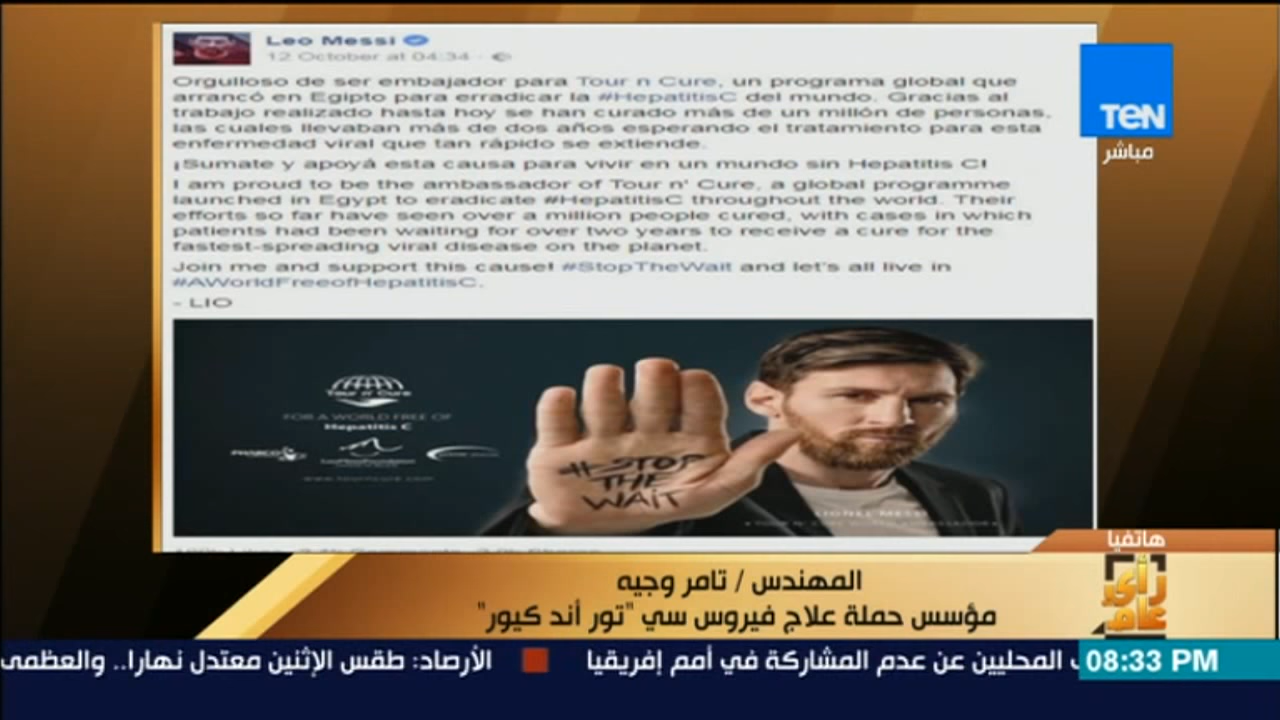 Leo Messi
12 October at 04:34
Orgulloso de ser embajador para Tour n Cure, un programa global que
arrancó en Egipto para erradicar la #HepatitisC del mundo. Gracias al
trabajo realizado hasta hoy se han curado más de un millón de personas,
las cuales llevaban más de dos años esperando el tratamiento para esta
enfermedad viral que tan rápido se extiende.
¡Sumate y apoyá esta causa para vivir en un mundo sin Hepatitis C!
I am proud to be the ambassador of Tour n' Cure, a global programme
launched in Egypt to eradicate #HepatitisC throughout the world. Their
efforts so far have seen over a million people cured, with cases in which
patients had been waiting for over two years to receive a cure for the
fastest-spreading viral disease on the planet.
Join me and support this cause! #StopTheWait and let's all live in
#AWorldFreeofHepatitisC.
- LIO
TEN
مباشر
Tour n' Cure
FOR A WORLD FREE OF
Hepatitis C
#STOP
THE
WAIT
LIONEL MESSI
هاتفيا
رأى عام
المهندس / تامر وجيه
مؤسس حملة علاج فيروس سي "تور أند كيور"
المحليين عن عدم المشاركة في أمم إفريقيا
الأرصاد: طقس الإثنين معتدل نهارا.. والعظمى
08:33 PM